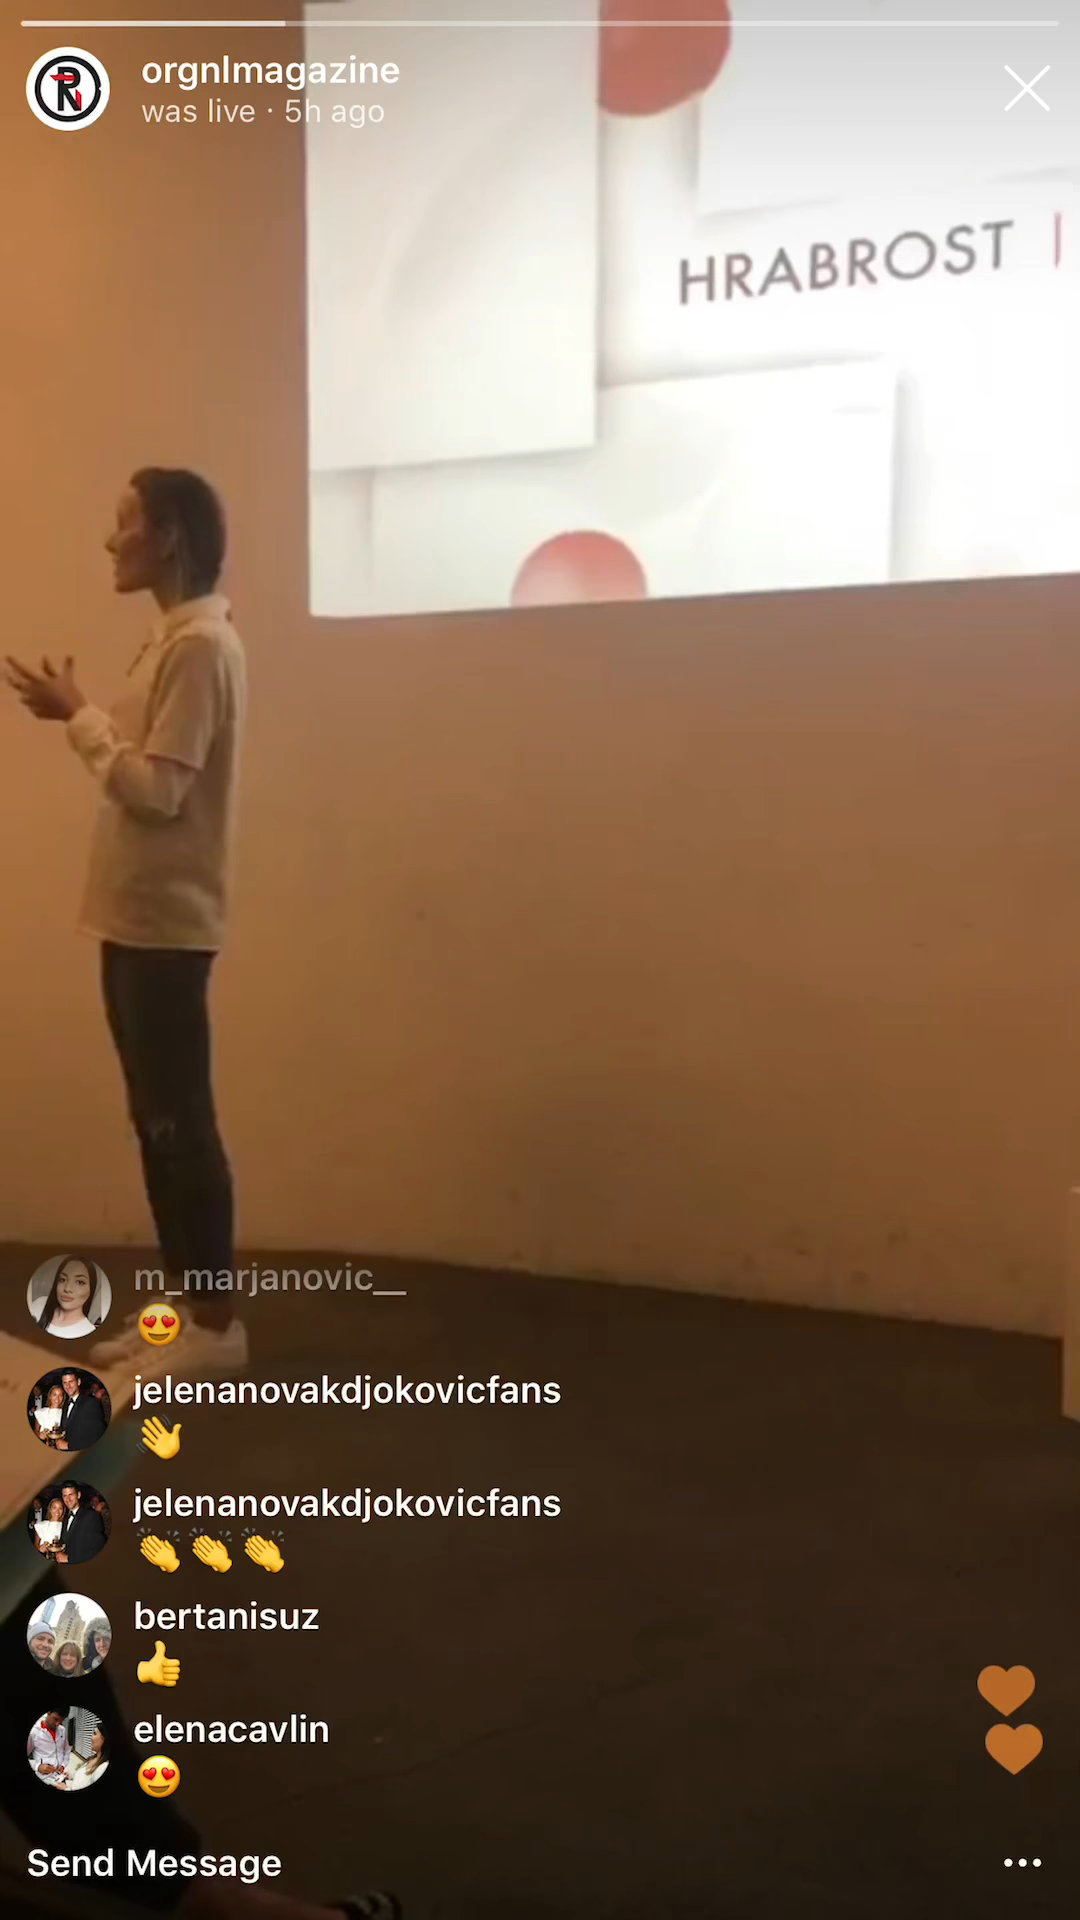 orgnlmagazine
was live · 5h ago
HRABROST |
m_marjanovic__
😍
jelenanovakdjokovicfans
👋
jelenanovakdjokovicfans
👏👏👏
bertanisuz
👍
elenacavlin
😍
Send Message